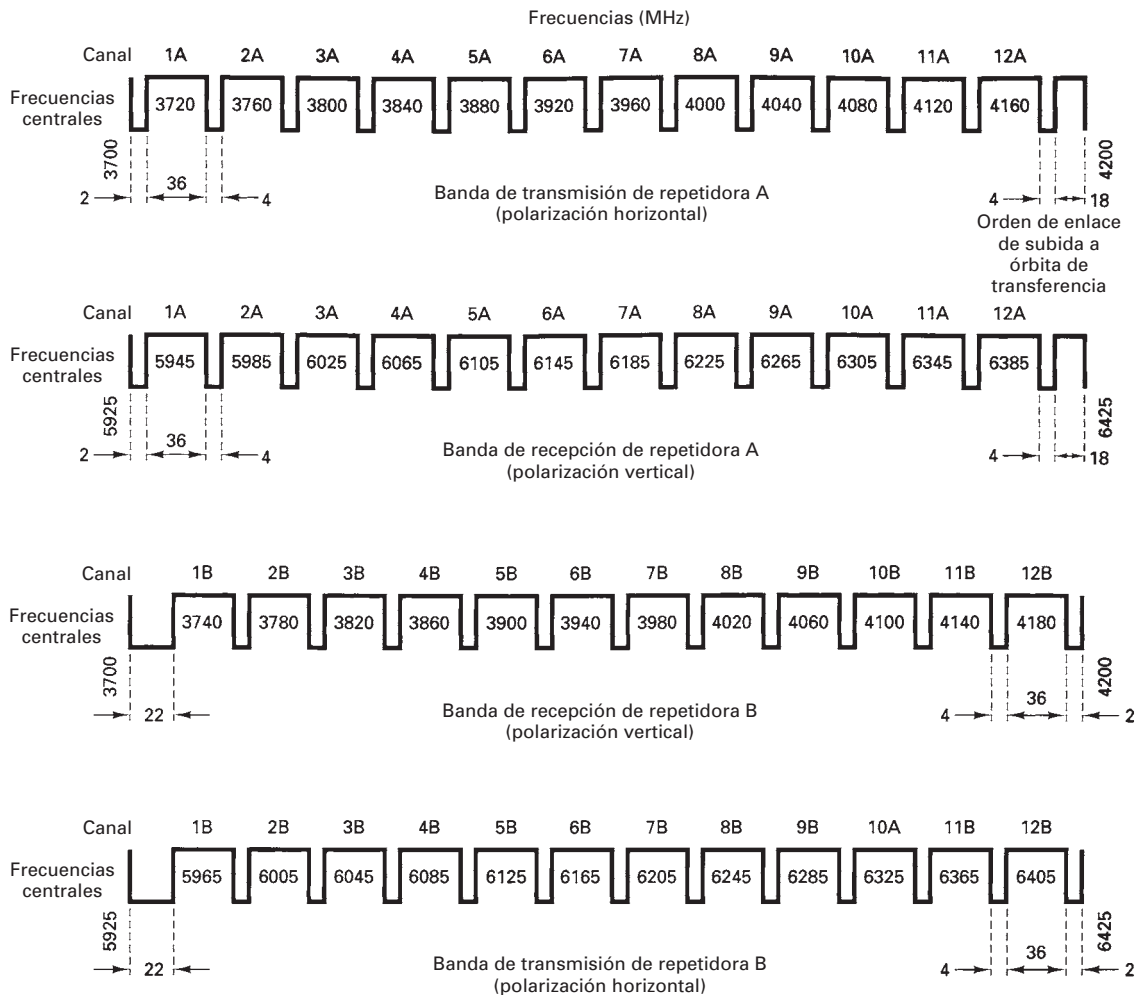 Frecuencias (MHz)
Canal 1A 2A 3A 4A 5A 6A 7A 8A 9A 10A 11A 12A
Frecuencias
centrales
3720 3760 3800 3840 3880 3920 3960 4000 4040 4080 4120 4160
3700
4200
2 36 4
4 18
Banda de transmisión de repetidora A
(polarización horizontal)
Orden de enlace
de subida a
órbita de
transferencia
Canal 1A 2A 3A 4A 5A 6A 7A 8A 9A 10A 11A 12A
Frecuencias
centrales
5945 5985 6025 6065 6105 6145 6185 6225 6265 6305 6345 6385
5925
6425
2 36 4
4 18
Banda de recepción de repetidora A
(polarización vertical)
Canal 1B 2B 3B 4B 5B 6B 7B 8B 9B 10B 11B 12B
Frecuencias
centrales
3740 3780 3820 3860 3900 3940 3980 4020 4060 4100 4140 4180
3700
4200
22
4 36 2
Banda de recepción de repetidora B
(polarización vertical)
Canal 1B 2B 3B 4B 5B 6B 7B 8B 9B 10A 11B 12B
Frecuencias
centrales
5965 6005 6045 6085 6125 6165 6205 6245 6285 6325 6365 6405
5925
6425
22
4 36 2
Banda de transmisión de repetidora B
(polarización horizontal)